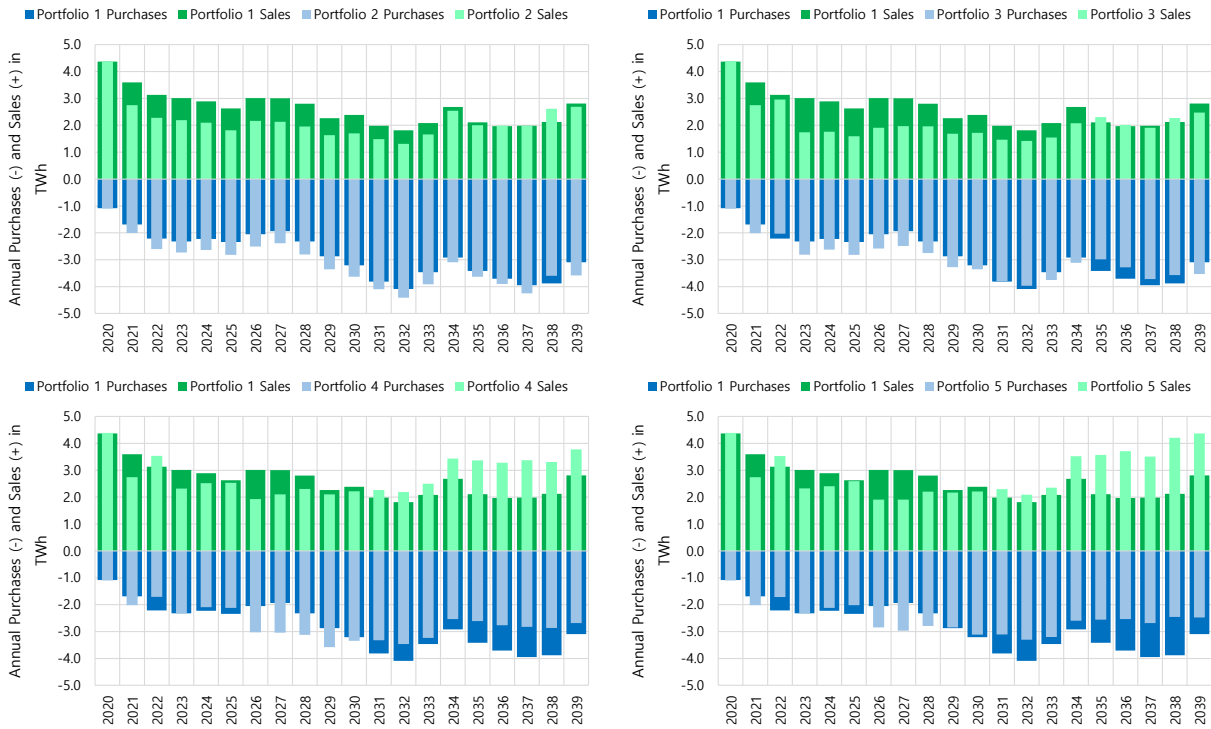 Portfolio 1 Purchases Portfolio 1 Sales Portfolio 2 Purchases Portfolio 2 Sales
Annual Purchases (-) and Sales (+) in
TWh
5.0
4.0
3.0
2.0
1.0
0.0
-1.0
-2.0
-3.0
-4.0
-5.0
2020 2021 2022 2023 2024 2025 2026 2027 2028 2029 2030 2031 2032 2033 2034 2035 2036 2037 2038 2039
Portfolio 1 Purchases Portfolio 1 Sales Portfolio 3 Purchases Portfolio 3 Sales
Annual Purchases (-) and Sales (+) in
TWh
5.0
4.0
3.0
2.0
1.0
0.0
-1.0
-2.0
-3.0
-4.0
-5.0
2020 2021 2022 2023 2024 2025 2026 2027 2028 2029 2030 2031 2032 2033 2034 2035 2036 2037 2038 2039
Portfolio 1 Purchases Portfolio 1 Sales Portfolio 4 Purchases Portfolio 4 Sales
Annual Purchases (-) and Sales (+) in
TWh
5.0
4.0
3.0
2.0
1.0
0.0
-1.0
-2.0
-3.0
-4.0
-5.0
2020 2021 2022 2023 2024 2025 2026 2027 2028 2029 2030 2031 2032 2033 2034 2035 2036 2037 2038 2039
Portfolio 1 Purchases Portfolio 1 Sales Portfolio 5 Purchases Portfolio 5 Sales
Annual Purchases (-) and Sales (+) in
TWh
5.0
4.0
3.0
2.0
1.0
0.0
-1.0
-2.0
-3.0
-4.0
-5.0
2020 2021 2022 2023 2024 2025 2026 2027 2028 2029 2030 2031 2032 2033 2034 2035 2036 2037 2038 2039